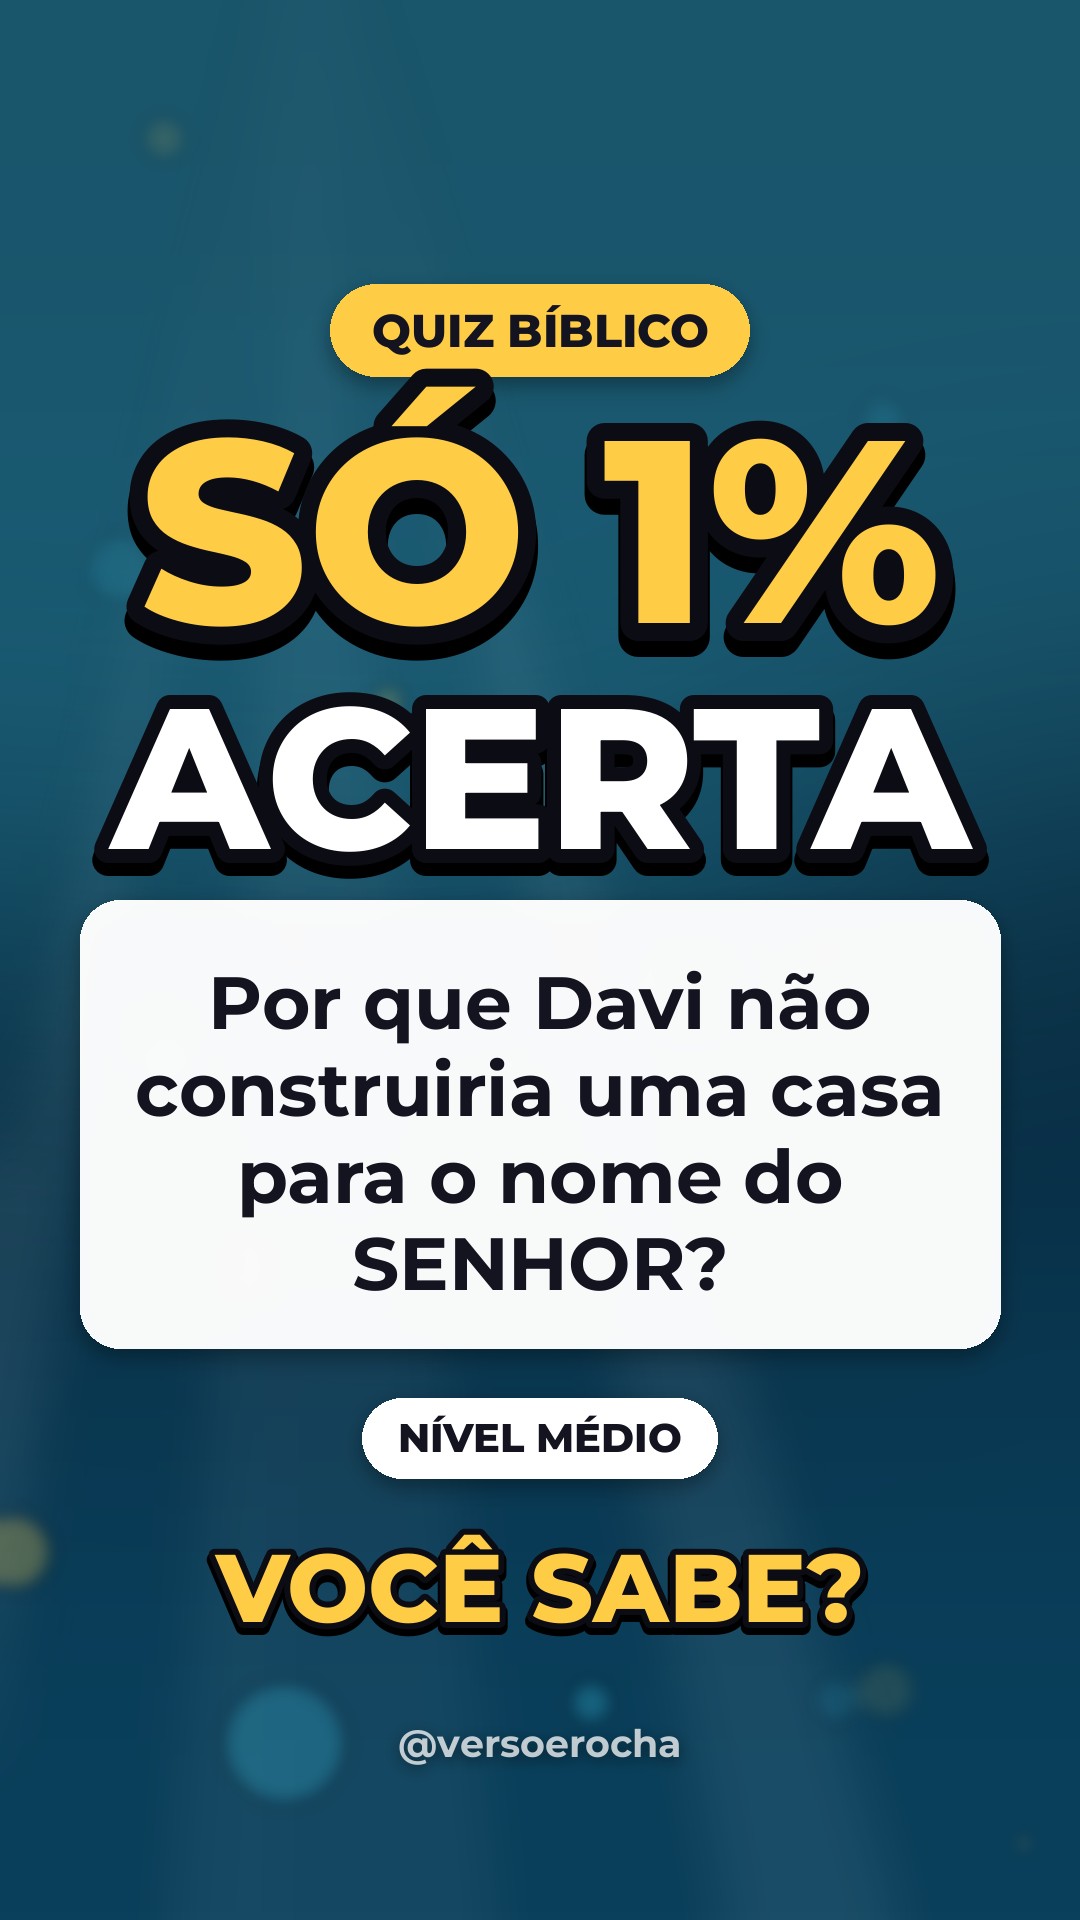 QUIZ BÍBLICO
SÓ 1%
ACERTA
Por que Davi não
construiria uma casa
para o nome do
SENHOR?
NÍVEL MÉDIO
VOCÊ SABE?
@versoerocha